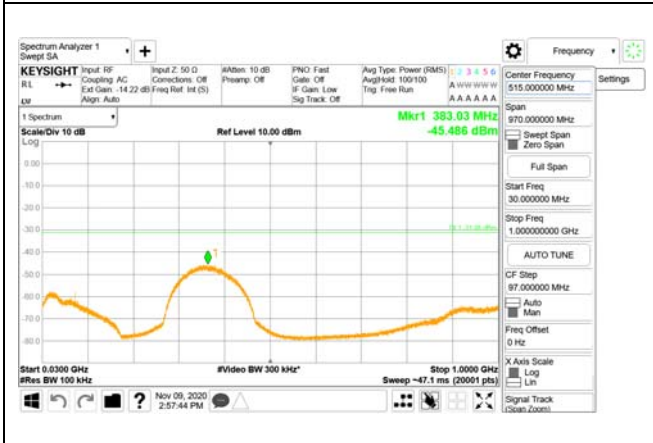 Spectrum Analyzer 1
Swept SA
Frequency
KEYSIGHT
Input: RF
Coupling: AC
Ext Gain: -14.22 dB
Align: Auto
Input Z: 50 Ω
Corrections: Off
Freq Ref: Int (S)
#Atten: 10 dB
Preamp: Off
PNO: Fast
Gate: Off
IF Gain: Low
Sig Track: Off
Avg Type: Power (RMS)
Avg|Hold: 100/100
Trig: Free Run
1 2 3 4 5 6
A W W W W W
A A A A A A
RL
Center Frequency
515.000000 MHz
Settings
Span
970.000000 MHz
Swept Span
Zero Span
Full Span
Start Freq
30.000000 MHz
Stop Freq
1.000000000 GHz
AUTO TUNE
CF Step
97.000000 MHz
Auto
Man
Freq Offset
0 Hz
X Axis Scale
Log
Lin
Signal Track
(Span Zoom)
1 Spectrum
Scale/Div 10 dB
Ref Level 10.00 dBm
Mkr1 383.03 MHz
-45.486 dBm
Log
0.00
-10.0
-20.0
-30.0
-40.0
-50.0
-60.0
-70.0
-80.0
1
Start 0.0300 GHz
#Video BW 300 kHz*
Stop 1.0000 GHz
#Res BW 100 kHz
Sweep ~47.1 ms (20001 pts)
?
Nov 09, 2020
2:57:44 PM